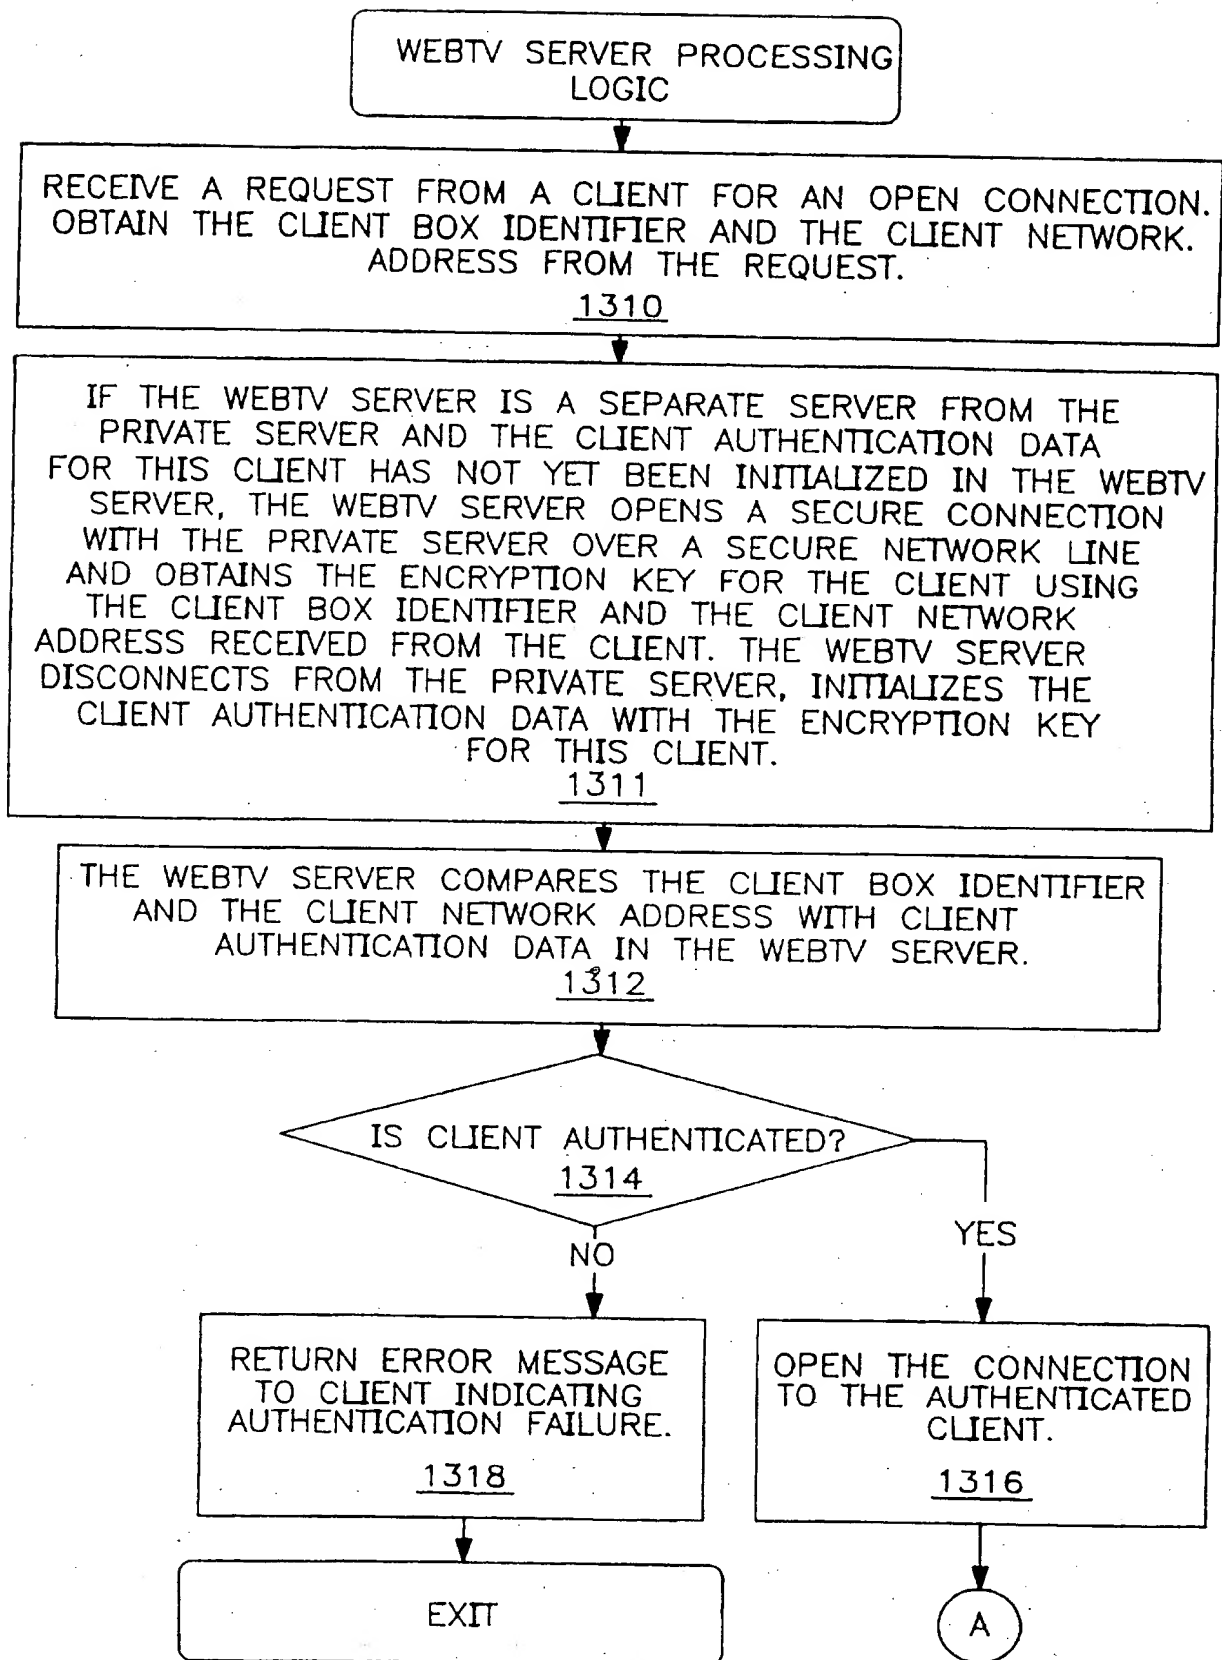 WEBTV SERVER PROCESSING
LOGIC
RECEIVE A REQUEST FROM A CLIENT FOR AN OPEN CONNECTION.
OBTAIN THE CLIENT BOX IDENTIFIER AND THE CLIENT NETWORK.
ADDRESS FROM THE REQUEST.
1310
IF THE WEBTV SERVER IS A SEPARATE SERVER FROM THE
PRIVATE SERVER AND THE CLIENT AUTHENTICATION DATA
FOR THIS CLIENT HAS NOT YET BEEN INITIALIZED IN THE WEBTV
SERVER, THE WEBTV SERVER OPENS A SECURE CONNECTION
WITH THE PRIVATE SERVER OVER A SECURE NETWORK LINE
AND OBTAINS THE ENCRYPTION KEY FOR THE CLIENT USING
THE CLIENT BOX IDENTIFIER AND THE CLIENT NETWORK
ADDRESS RECEIVED FROM THE CLIENT. THE WEBTV SERVER
DISCONNECTS FROM THE PRIVATE SERVER, INITIALIZES THE
CLIENT AUTHENTICATION DATA WITH THE ENCRYPTION KEY
FOR THIS CLIENT.
1311
THE WEBTV SERVER COMPARES THE CLIENT BOX IDENTIFIER
AND THE CLIENT NETWORK ADDRESS WITH CLIENT
AUTHENTICATION DATA IN THE WEBTV SERVER.
1312
IS CLIENT AUTHENTICATED?
1314
NO
YES
RETURN ERROR MESSAGE
TO CLIENT INDICATING
AUTHENTICATION FAILURE.
1318
OPEN THE CONNECTION
TO THE AUTHENTICATED
CLIENT.
1316
EXIT
A